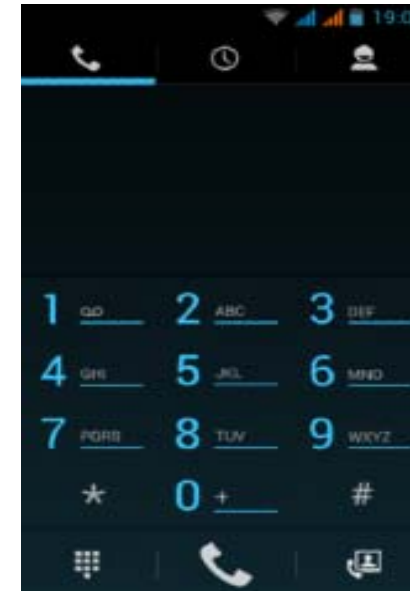 19:0
1 2 ABC 3 DEF
4 GHI 5 JKL 6 MNO
7 PQRS 8 TUV 9 WXYZ
* 0 + #